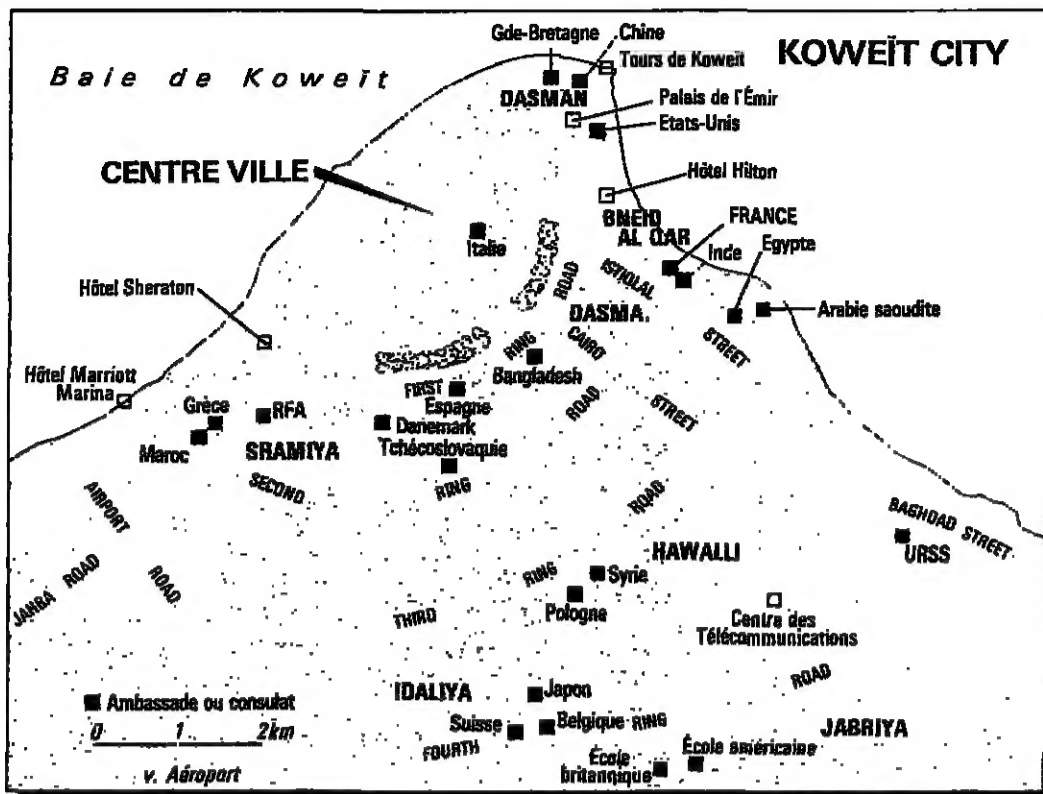 KOWEÏT CITY
Baie de Koweït
Gde-Bretagne
Chine
Tours de Koweït
DASMAN
Palais de l'Émir
Etats-Unis
CENTRE VILLE
Hôtel Hilton
BNEID
AL QAR
FRANCE
Inde
Egypte
Italie
ROAD
ISTIQLAL
Hôtel Sheraton
DASMA.
Arabie saoudite
STREET
RING
CAIRO
Bangladesh
Hôtel Marriott
Marina
FIRST
Espagne
ROAD
STREET
Grèce
RFA
Danemark
Maroc
SRAMIYA
Tchécoslovaquie
SECOND
RING
ROAD
AIRPORT
BAGHDAD STREET
URSS
HAWALLI
JAHRA ROAD
ROAD
RING
Syrie
Pologne
THIRD
Centre des
Télécommunications
ROAD
IDALIYA
Japon
Ambassade ou consulat
Suisse
Belgique
RING
JABRIYA
0 1 2km
FOURTH
École
britannique
École américaine
v. Aéroport